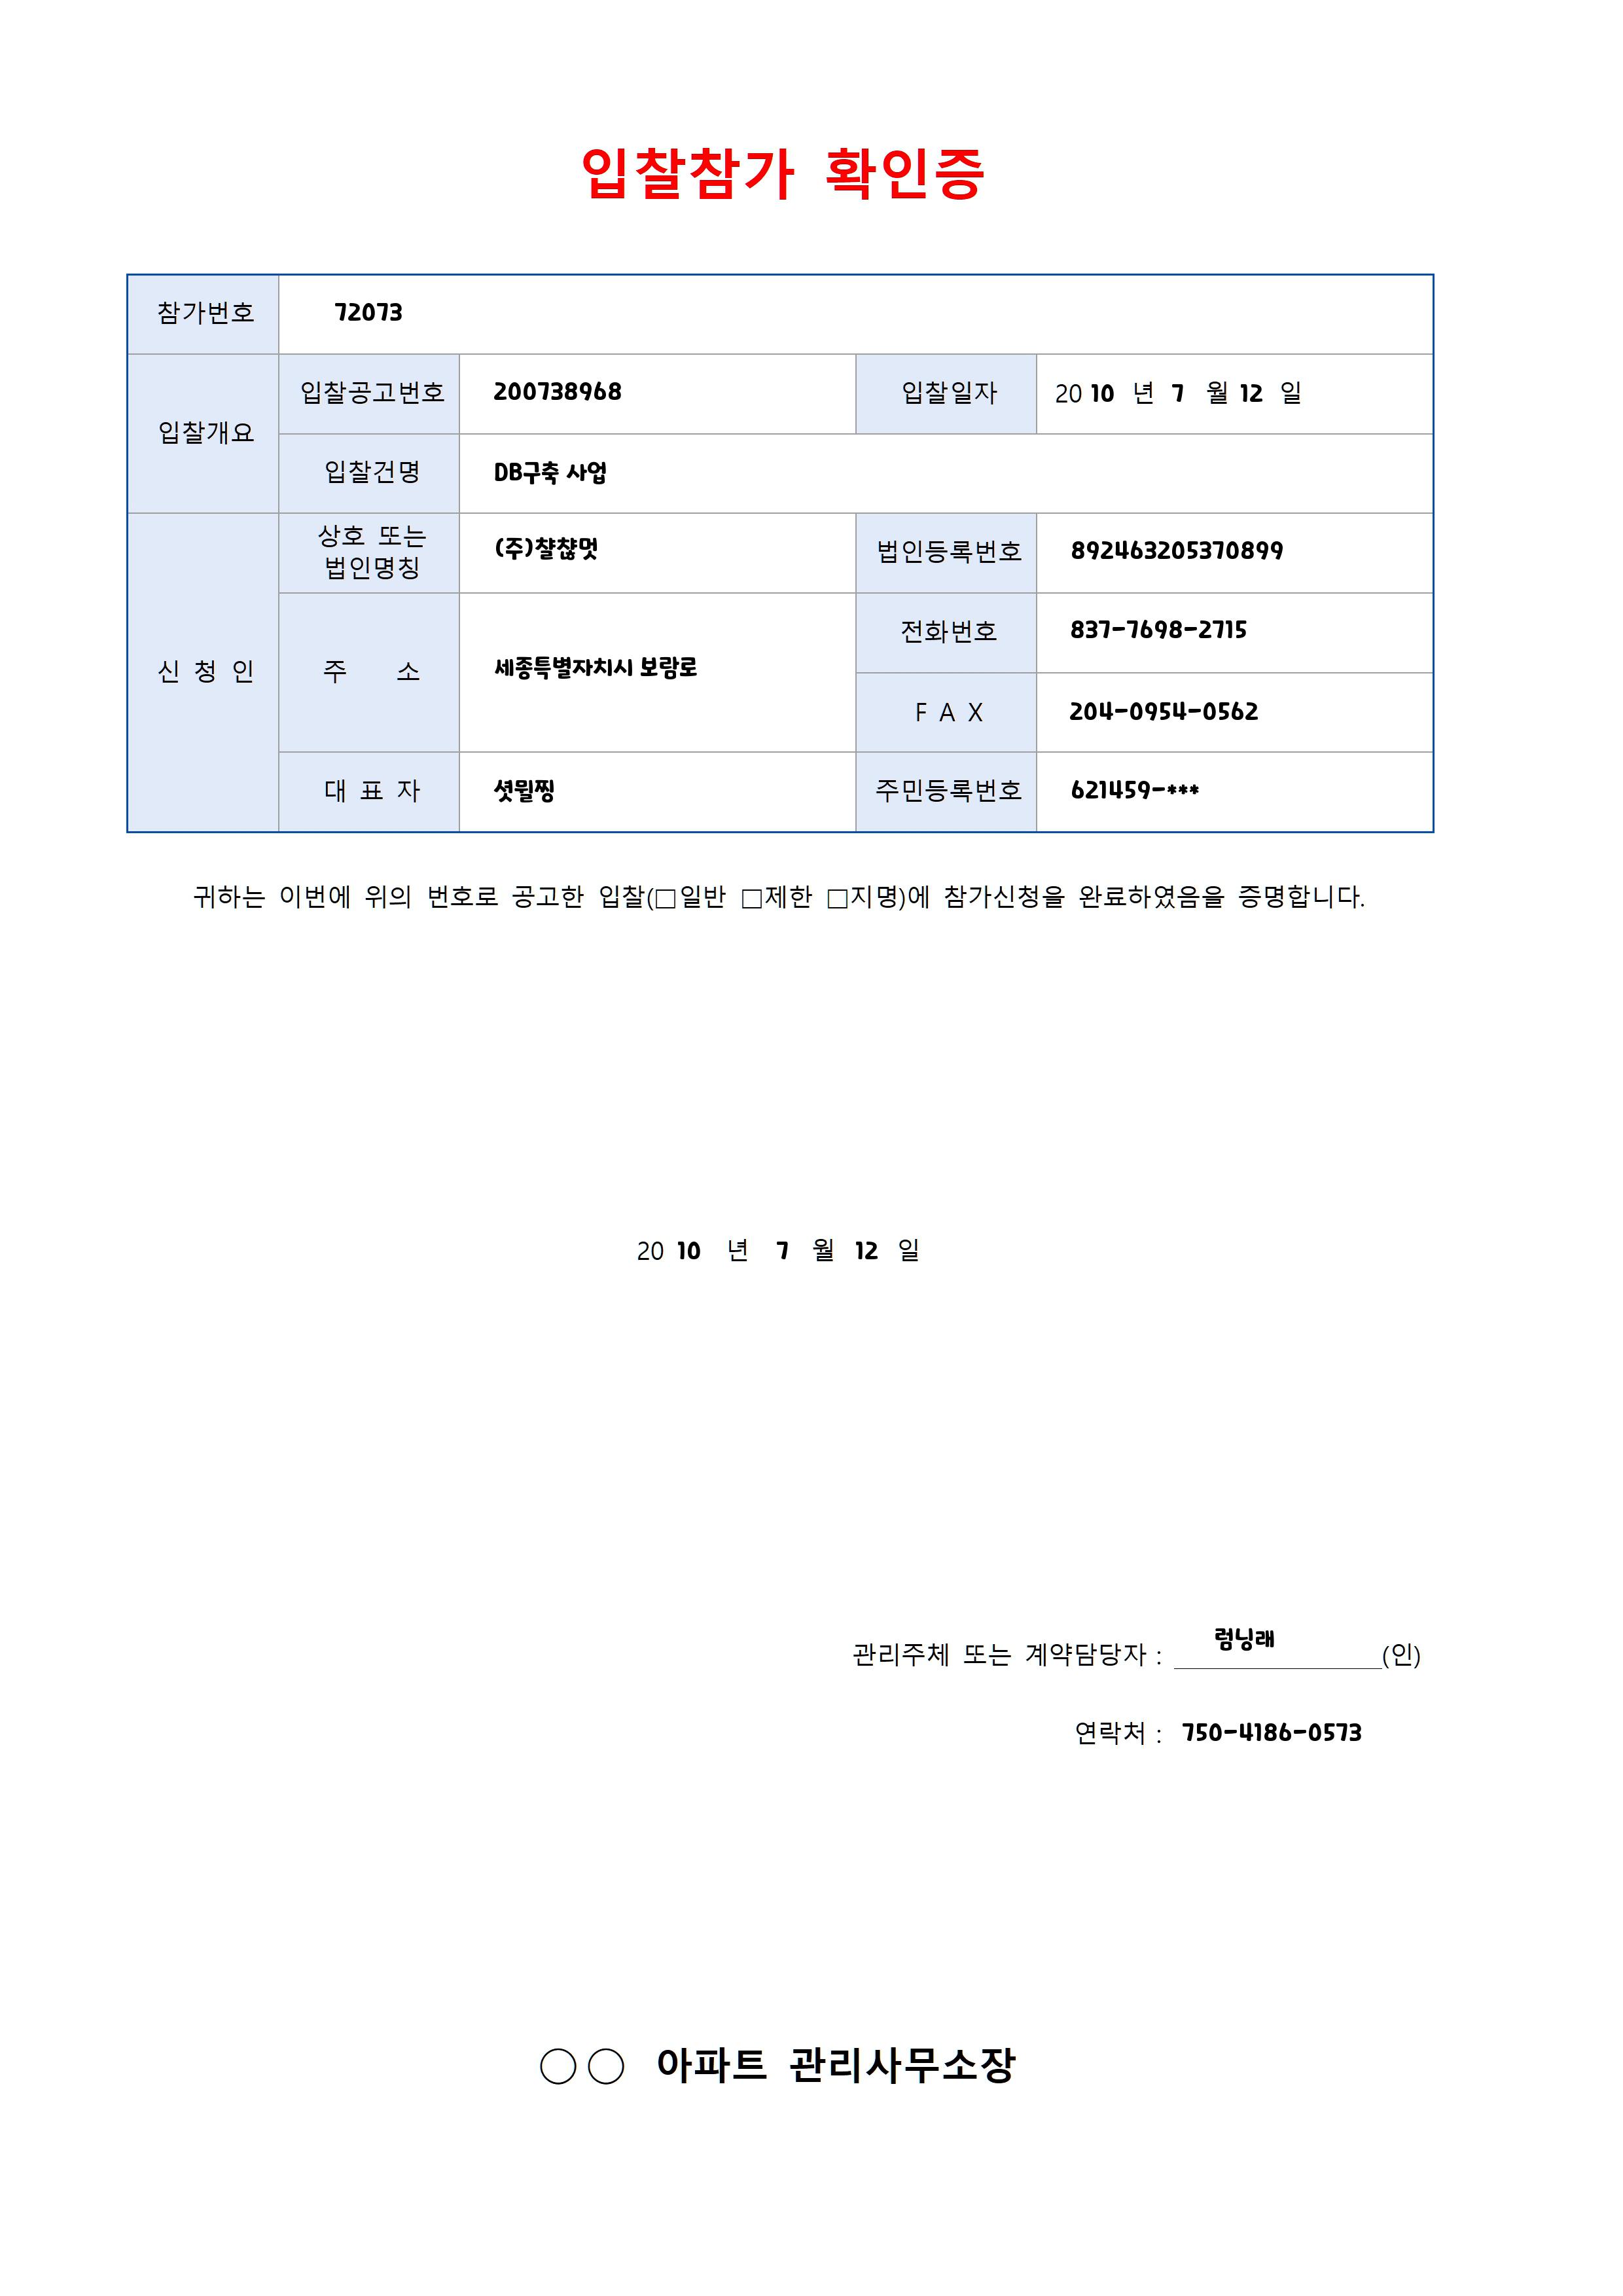 입찰참가 확인증
참가번호 72073
입찰개요
입찰공고번호 200738968 입찰일자 20 10 년 7 월 12 일
입찰건명 DB구축 사업
신 청 인
상호 또는
법인명칭
(주)챨챦멋 법인등록번호 892463205370899
주 소 세종특별자치시 보람로
전화번호 837-7698-2715
F A X 204-0954-0562
대 표 자 셧뮐찡 주민등록번호 621459-***
귀하는 이번에 위의 번호로 공고한 입찰(□일반 □제한 □지명)에 참가신청을 완료하였음을 증명합니다.
20 10 년 7 월 12 일
관리주체 또는 계약담당자 : 럼닝래 (인)
연락처 : 750-4186-0573
○○ 아파트 관리사무소장